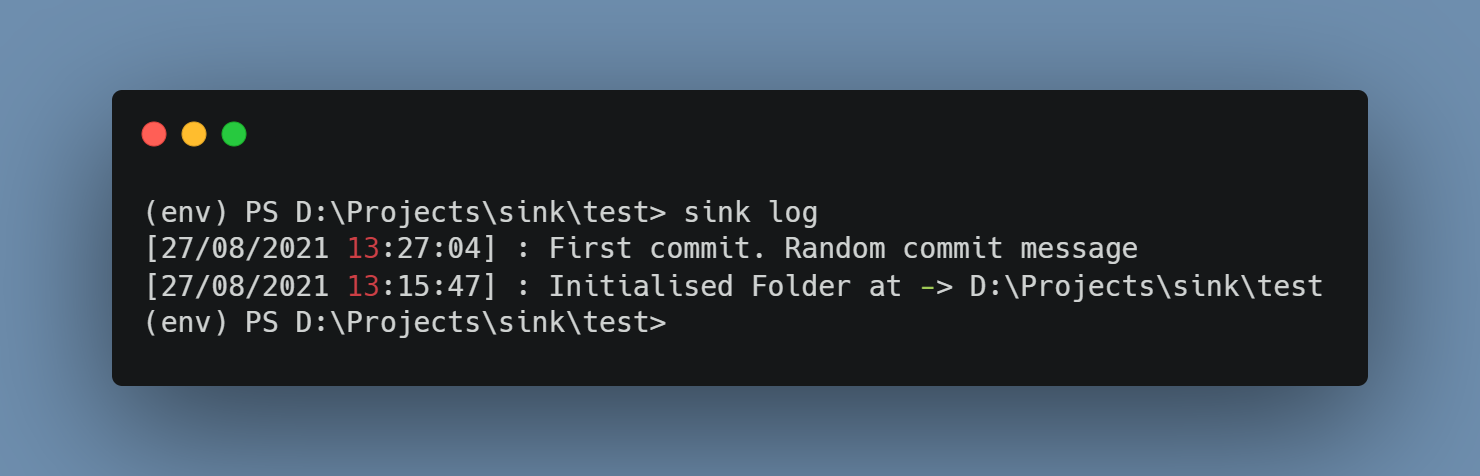 (env) PS D:\Projects\sink\test> sink log
[27/08/2021 13:27:04] : First commit. Random commit message
[27/08/2021 13:15:47] : Initialised Folder at -> D:\Projects\sink\test
(env) PS D:\Projects\sink\test>